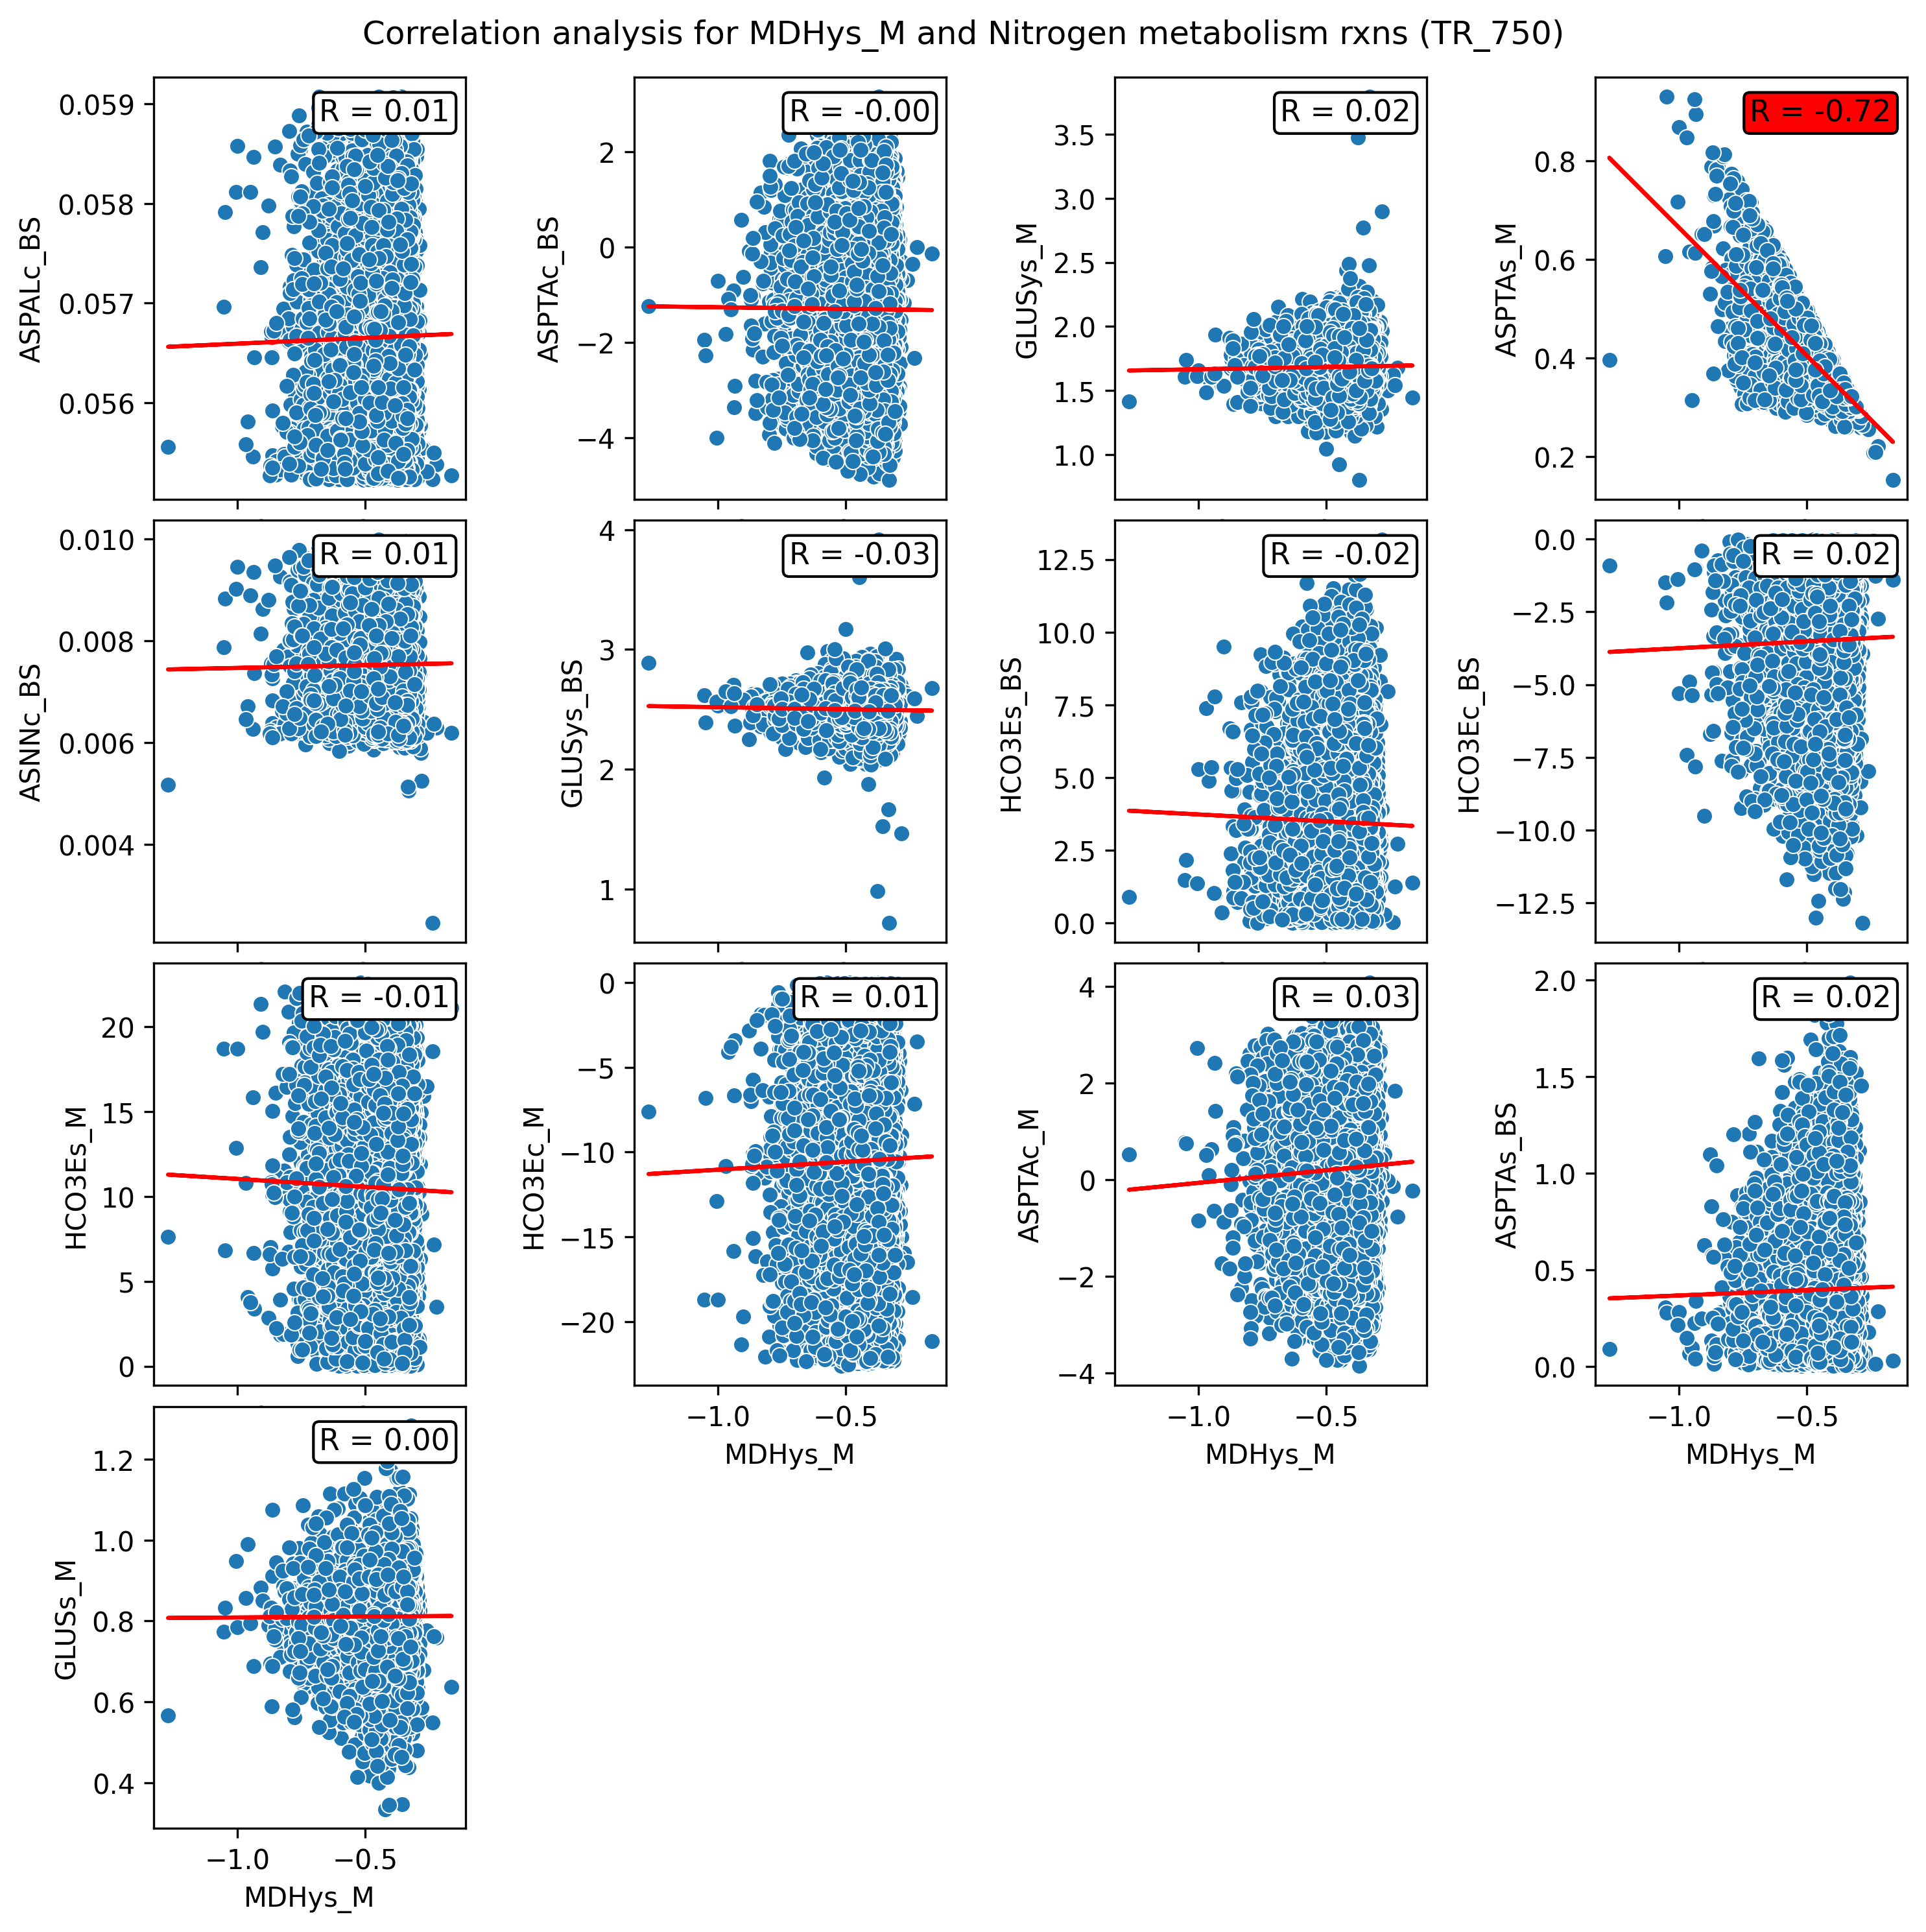 Correlation analysis for MDHys_M and Nitrogen metabolism rxns (TR_750)
ASPALc_BS
0.059
0.058
0.057
0.056
R = 0.01
ASPTAc_BS
2
0
−2
−4
R = -0.00
GLUSys_M
3.5
3.0
2.5
2.0
1.5
1.0
R = 0.02
ASPTAs_M
0.8
0.6
0.4
0.2
R = -0.72
ASNNc_BS
0.010
0.008
0.006
0.004
R = 0.01
GLUSys_BS
4
3
2
1
R = -0.03
HCO3Es_BS
12.5
10.0
7.5
5.0
2.5
0.0
R = -0.02
HCO3Ec_BS
0.0
−2.5
−5.0
−7.5
−10.0
−12.5
R = 0.02
HCO3Es_M
20
15
10
5
0
R = -0.01
HCO3Ec_M
0
−5
−10
−15
−20
R = 0.01
−1.0 −0.5
MDHys_M
ASPTAc_M
4
2
0
−2
−4
R = 0.03
−1.0 −0.5
MDHys_M
ASPTAs_BS
2.0
1.5
1.0
0.5
0.0
R = 0.02
−1.0 −0.5
MDHys_M
GLUSs_M
1.2
1.0
0.8
0.6
0.4
R = 0.00
−1.0 −0.5
MDHys_M